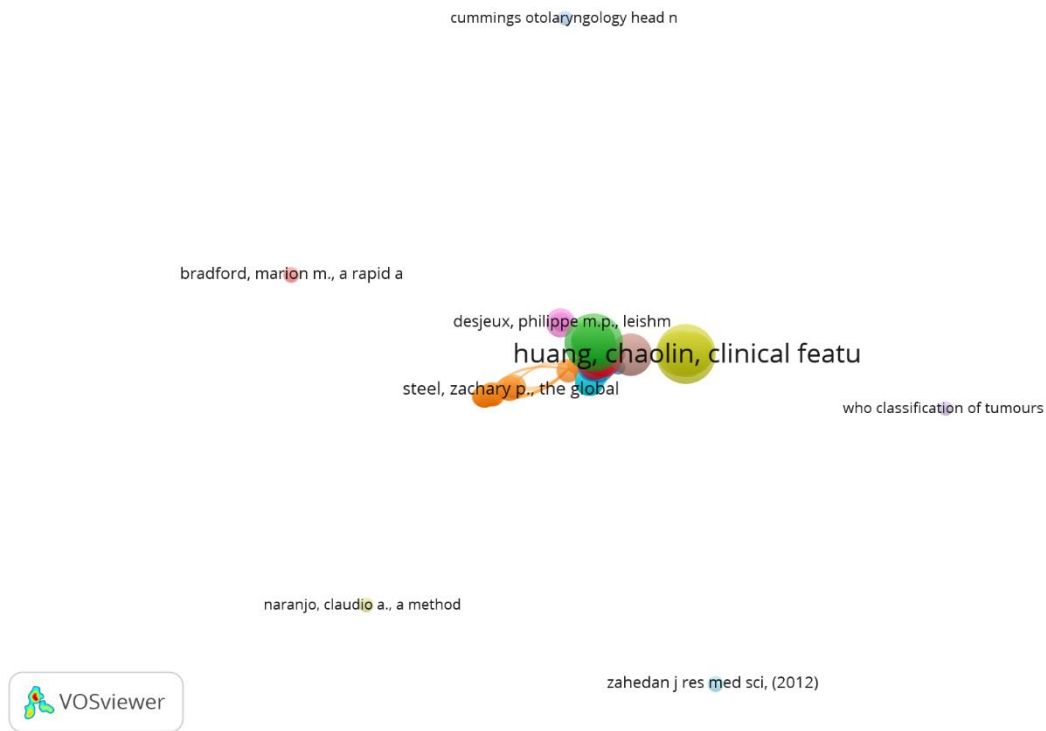 cummings otolaryngology head n
bradford, marion m., a rapid a
desjeux, philippe m.p., leishm
huang, chaolin, clinical featu
steel, zachary p., the global
who classification of tumours
naranjo, claudio a., a method
zahedan j res med sci, (2012)
VOSviewer